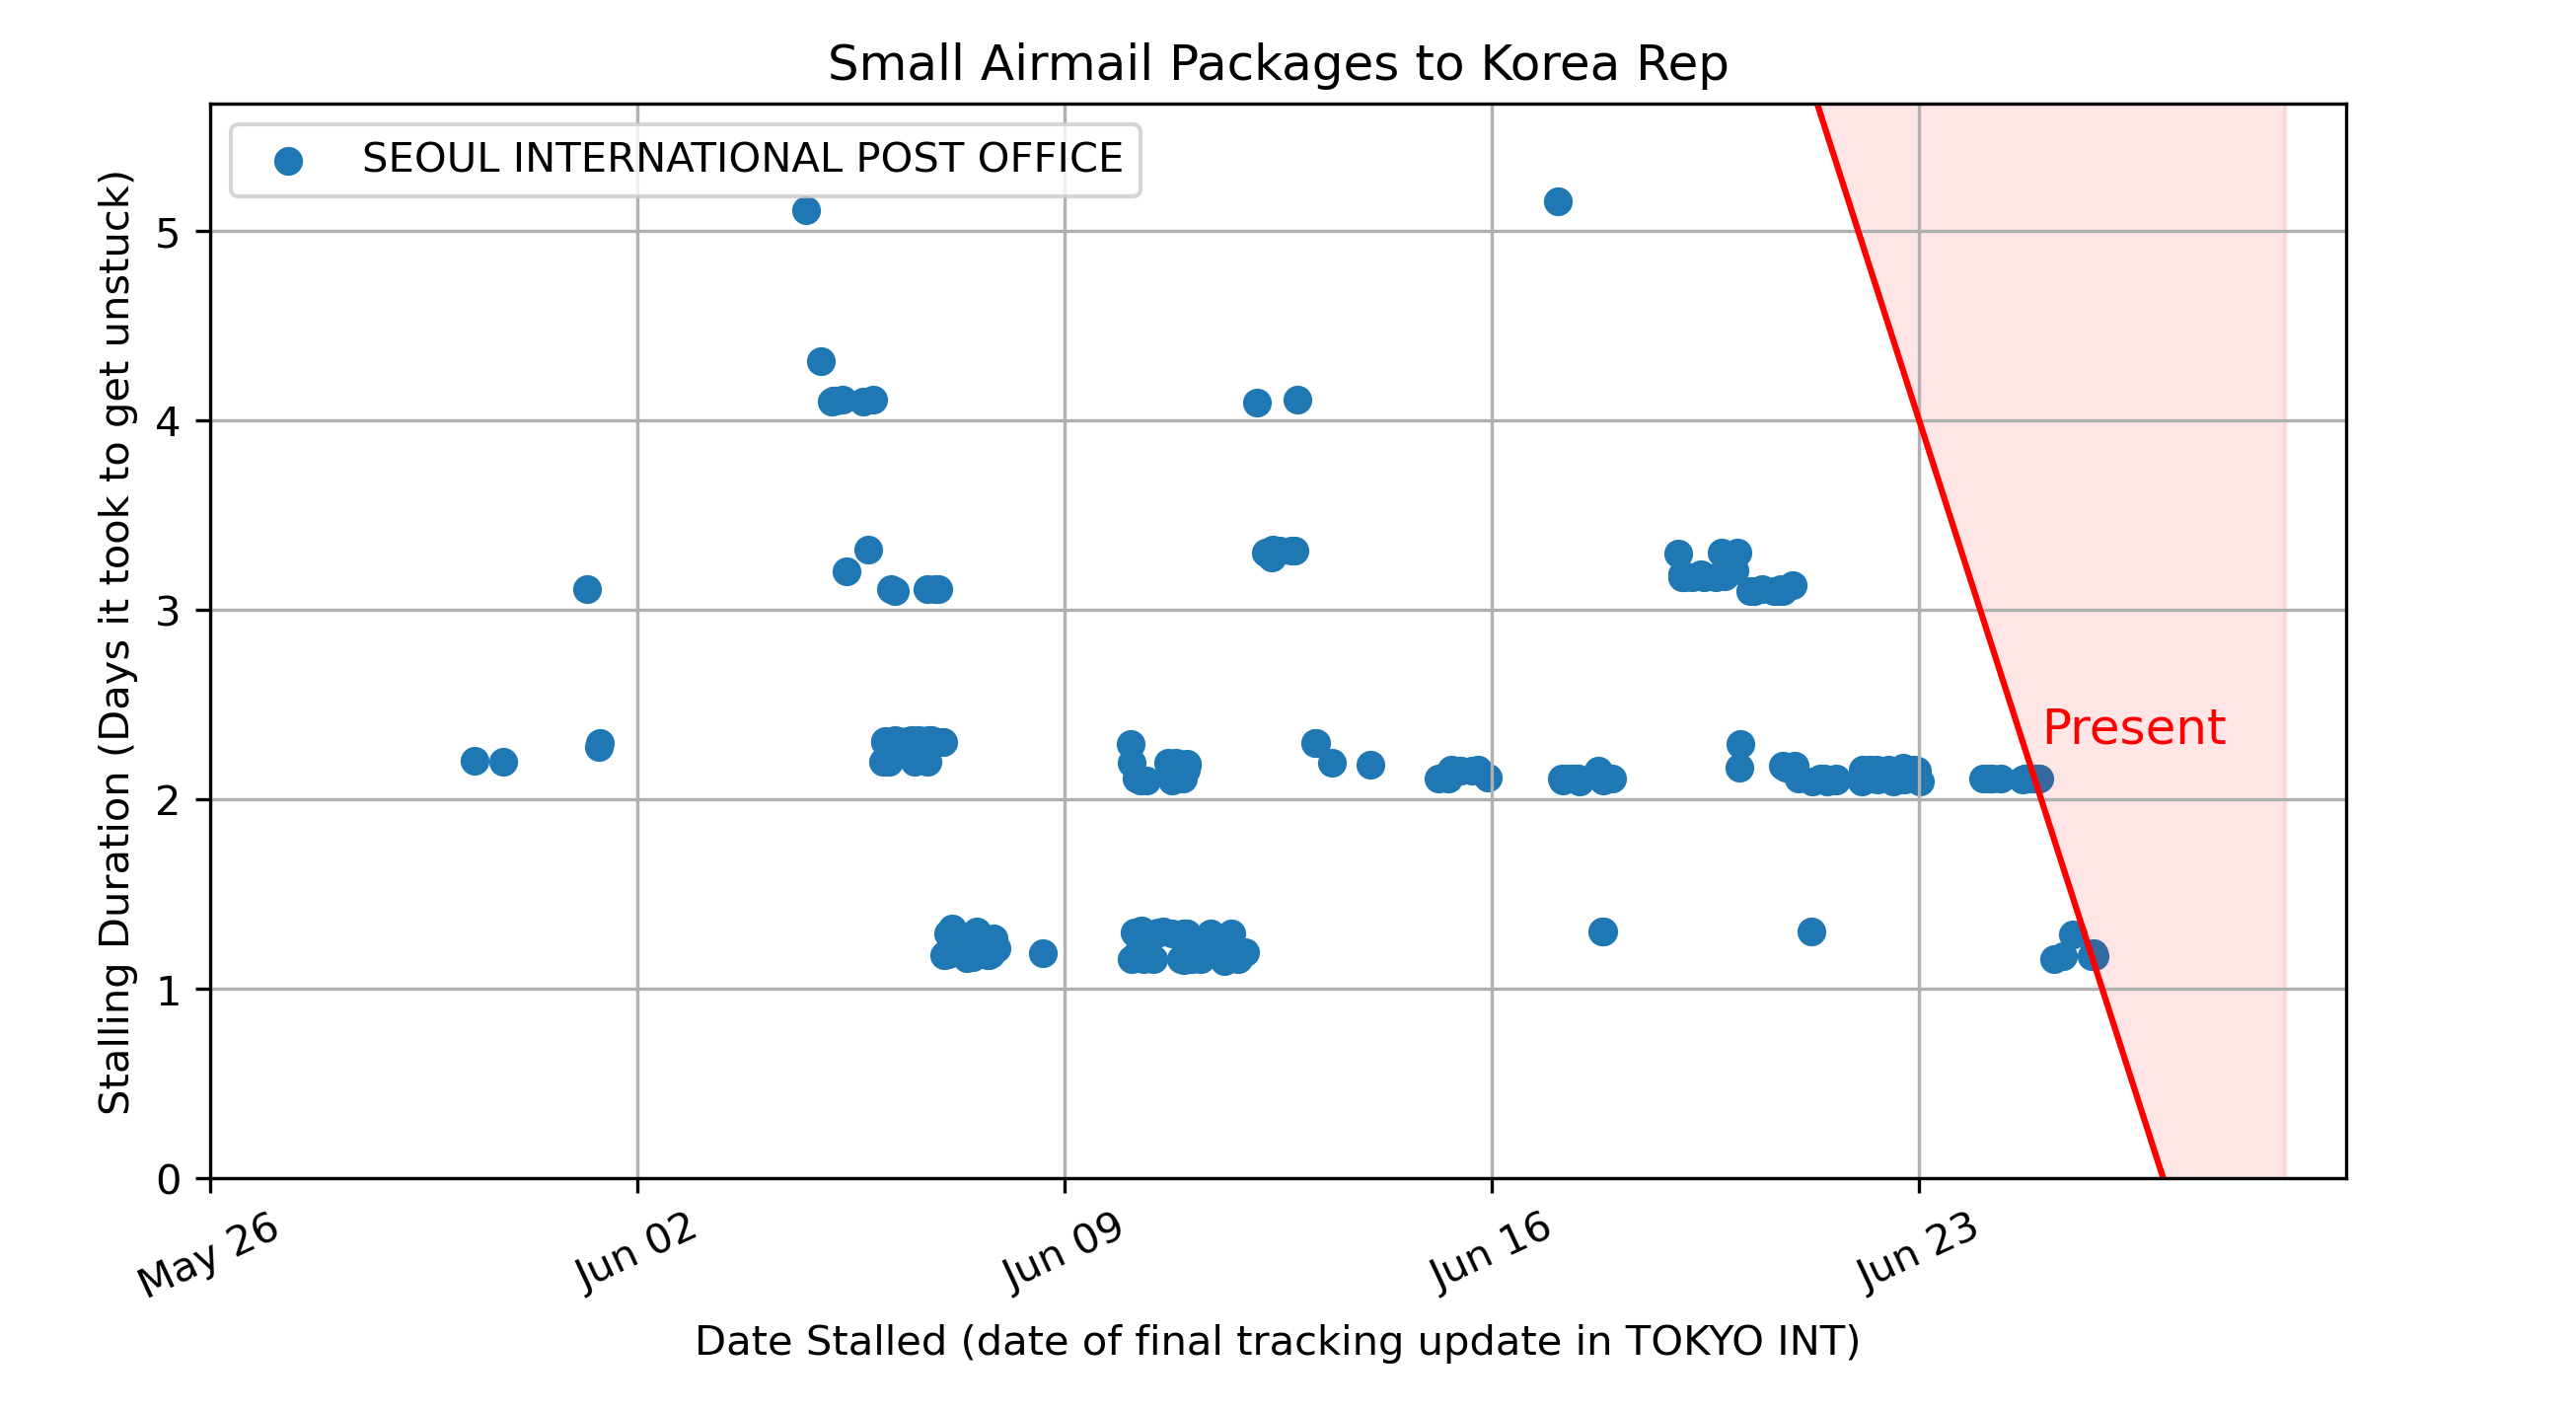 Small Airmail Packages to Korea Rep
SEOUL INTERNATIONAL POST OFFICE
Stalling Duration (Days it took to get unstuck)
5
4
3
2
1
0
Present
May 26
Jun 02
Jun 09
Jun 16
Jun 23
Date Stalled (date of final tracking update in TOKYO INT)